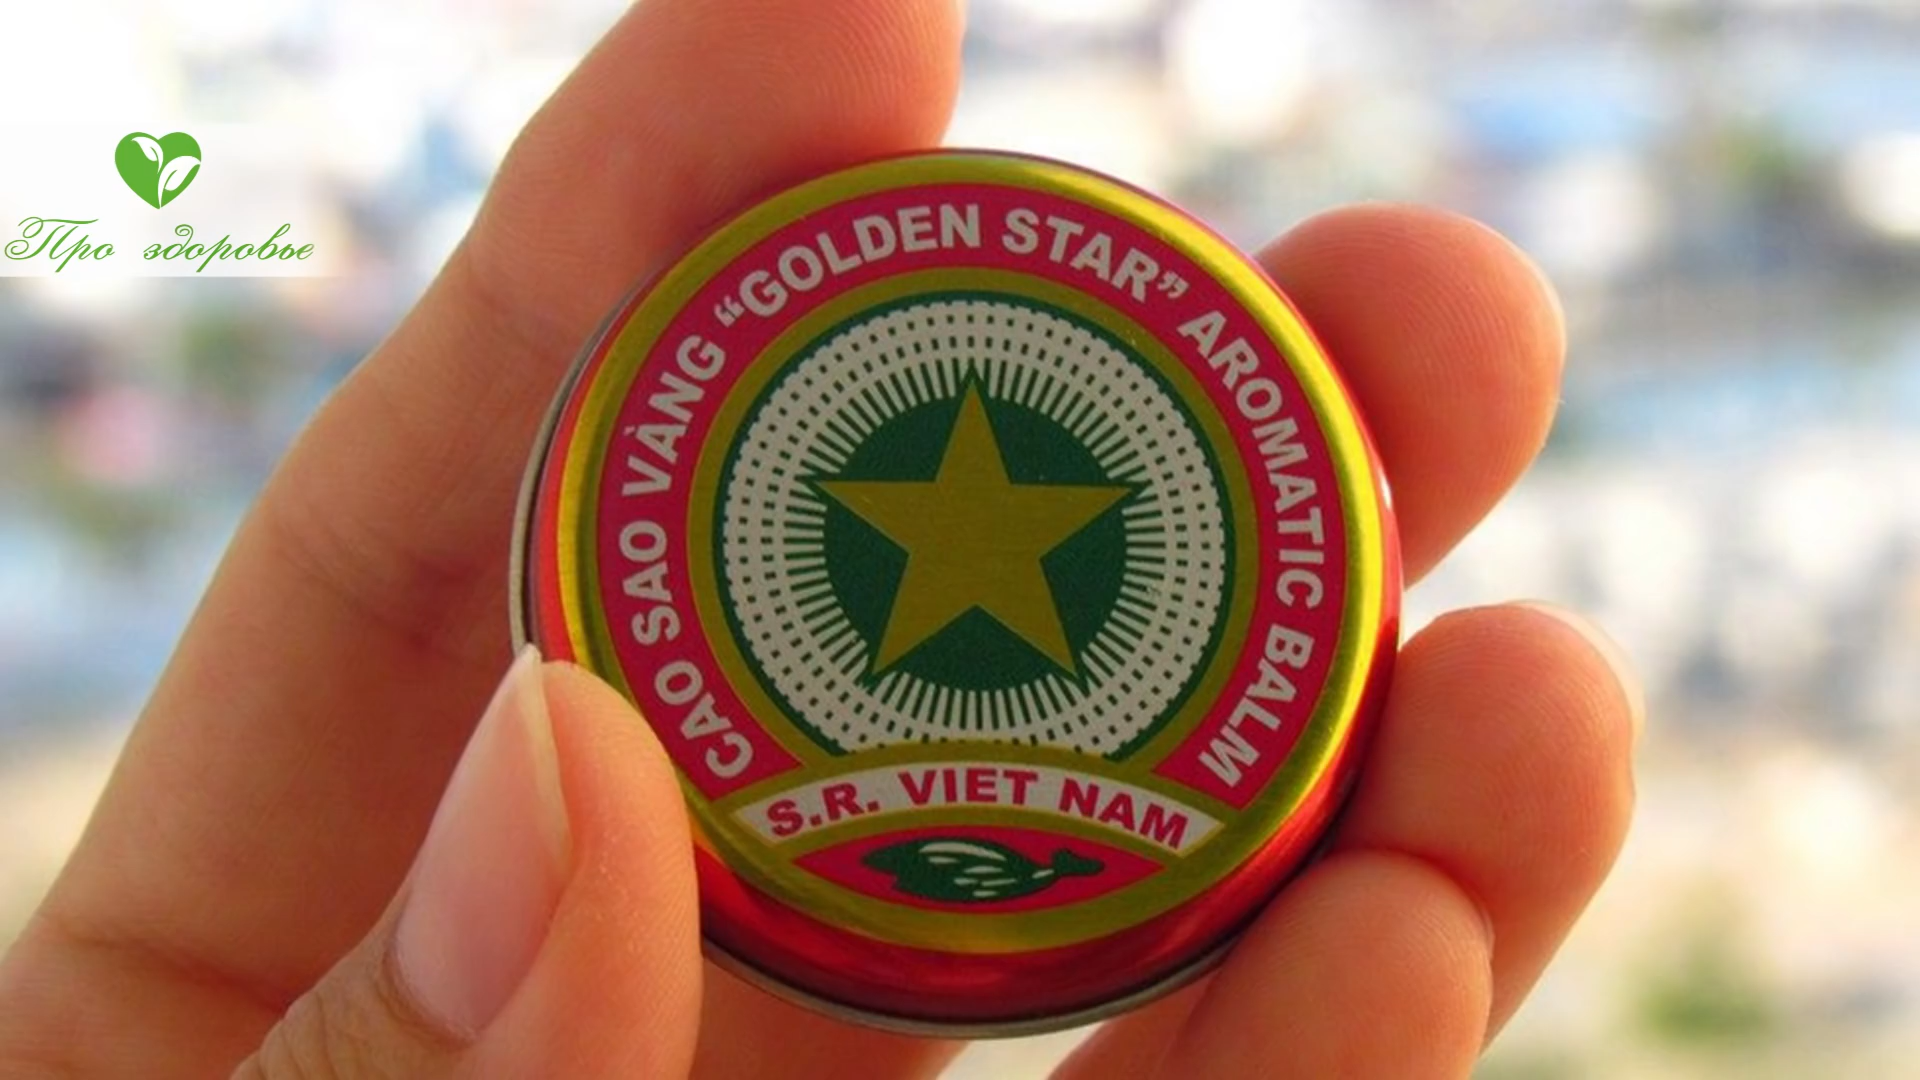 Про здоровье
CAO SAO VÀNG “GOLDEN STAR” AROMATIC BALM
S.R. VIET NAM